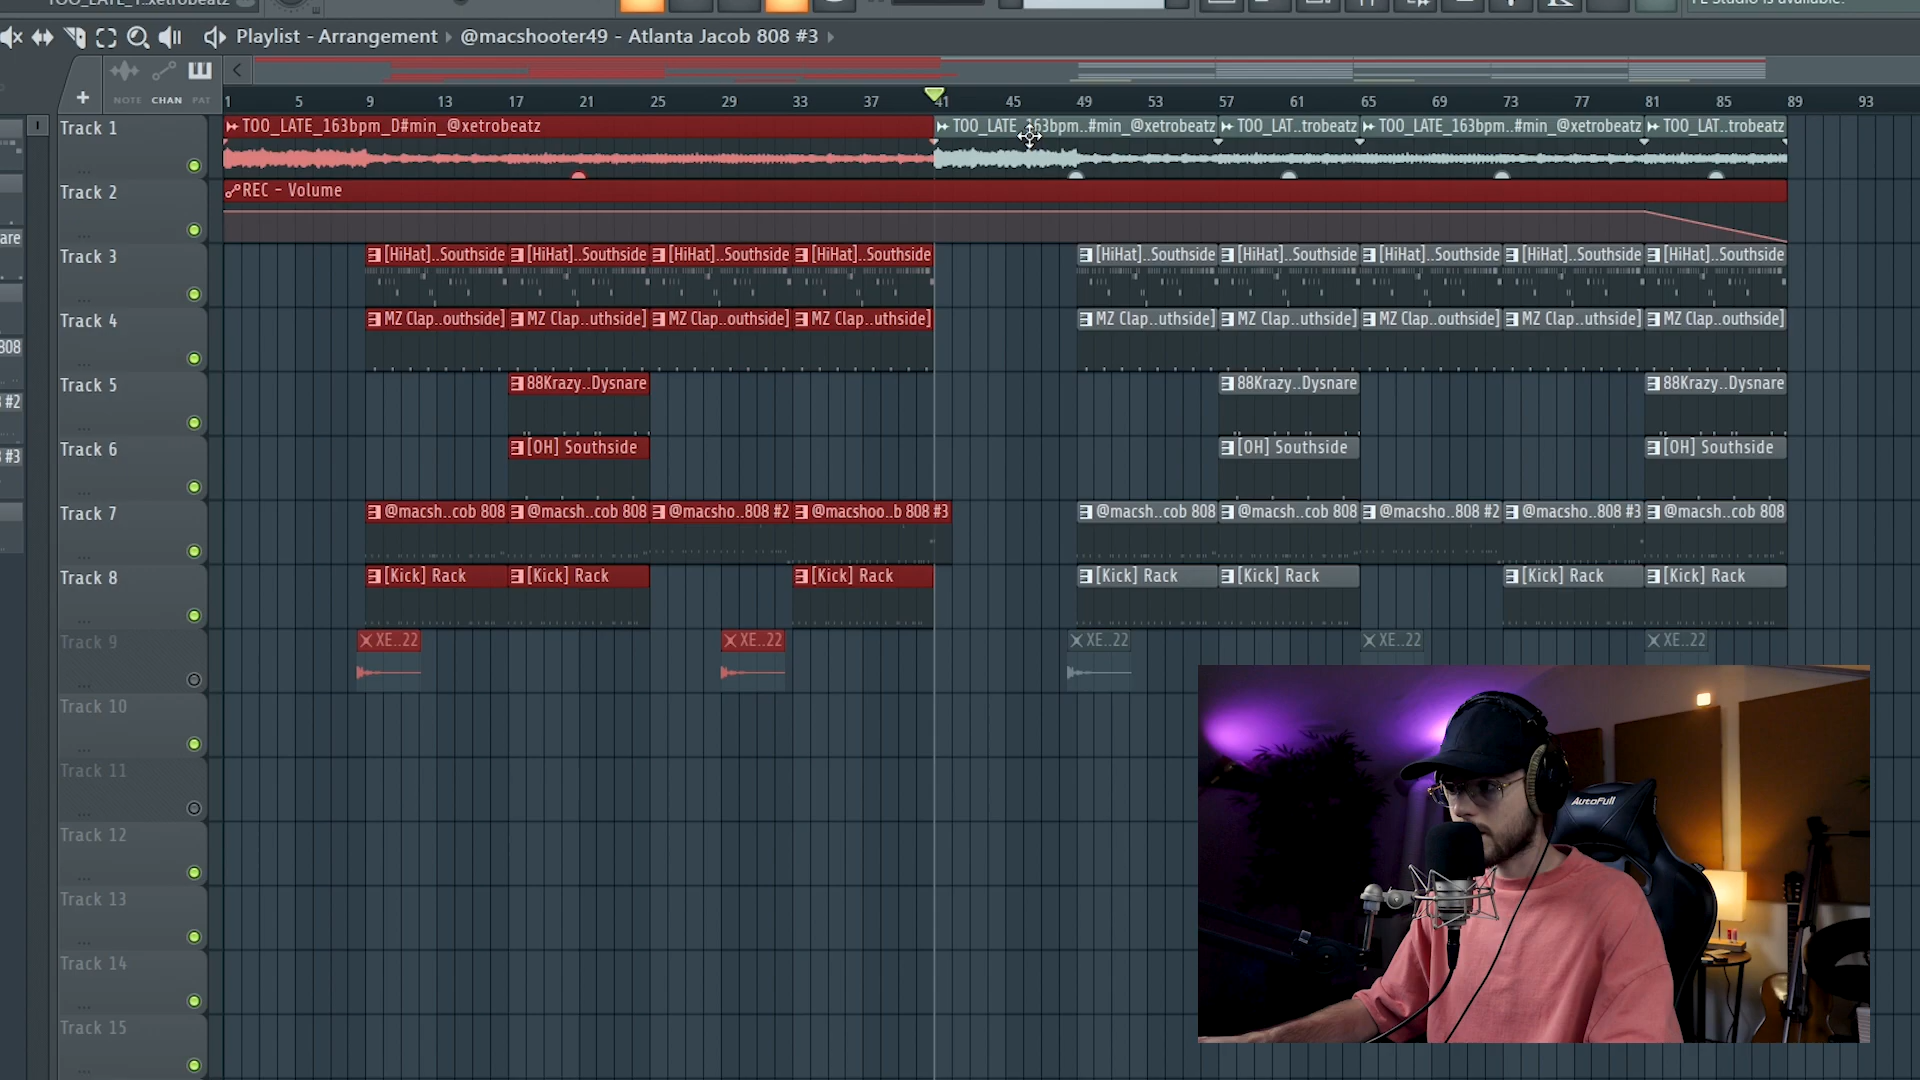 Playlist - Arrangement › @macshooter49 - Atlanta Jacob 808 #3 ›
NOTE CHAN PAT
1 5 9 13 17 21 25 29 33 37 41 45 49 53 57 61 65 69 73 77 81 85 89 93
Track 1
TOO_LATE_163bpm_D#min_@xetrobeatz
TOO_LATE_163bpm..#min_@xetrobeatz
TOO_LAT..trobeatz
TOO_LATE_163bpm..#min_@xetrobeatz
TOO_LAT..trobeatz
Track 2
REC - Volume
Track 3
[HiHat]..Southside
[HiHat]..Southside
[HiHat]..Southside
[HiHat]..Southside
[HiHat]..Southside
[HiHat]..Southside
[HiHat]..Southside
[HiHat]..Southside
[HiHat]..Southside
Track 4
MZ Clap..outhside]
MZ Clap..uthside]
MZ Clap..outhside]
MZ Clap..uthside]
MZ Clap..outhside]
MZ Clap..uthside]
MZ Clap..outhside]
MZ Clap..uthside]
MZ Clap..outhside]
Track 5
88Krazy..Dysnare
88Krazy..Dysnare
88Krazy..Dysnare
Track 6
[OH] Southside
[OH] Southside
[OH] Southside
Track 7
@macsh..cob 808
@macsh..cob 808
@macsho..808 #2
@macshoo..b 808 #3
@macsh..cob 808
@macsh..cob 808
@macsho..808 #2
@macsho..808 #3
@macsh..cob 808
Track 8
[Kick] Rack
[Kick] Rack
[Kick] Rack
[Kick] Rack
[Kick] Rack
[Kick] Rack
[Kick] Rack
Track 9
XE..22
XE..22
XE..22
XE..22
XE..22
Track 10
Track 11
Track 12
Track 13
Track 14
Track 15
are
808
#2
#3
AutoFull